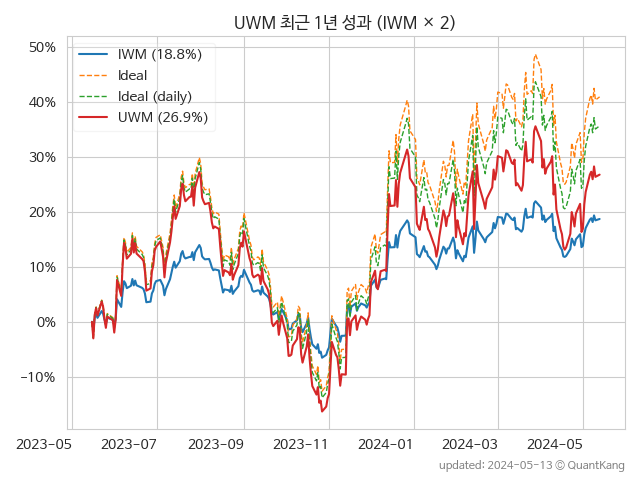 UWM 최근 1년 성과 (IWM × 2)
50%
40%
30%
20%
10%
0%
−10%
IWM (18.8%)
Ideal
Ideal (daily)
UWM (26.9%)
2023-05 2023-07 2023-09 2023-11 2024-01 2024-03 2024-05
updated: 2024-05-13 © QuantKang